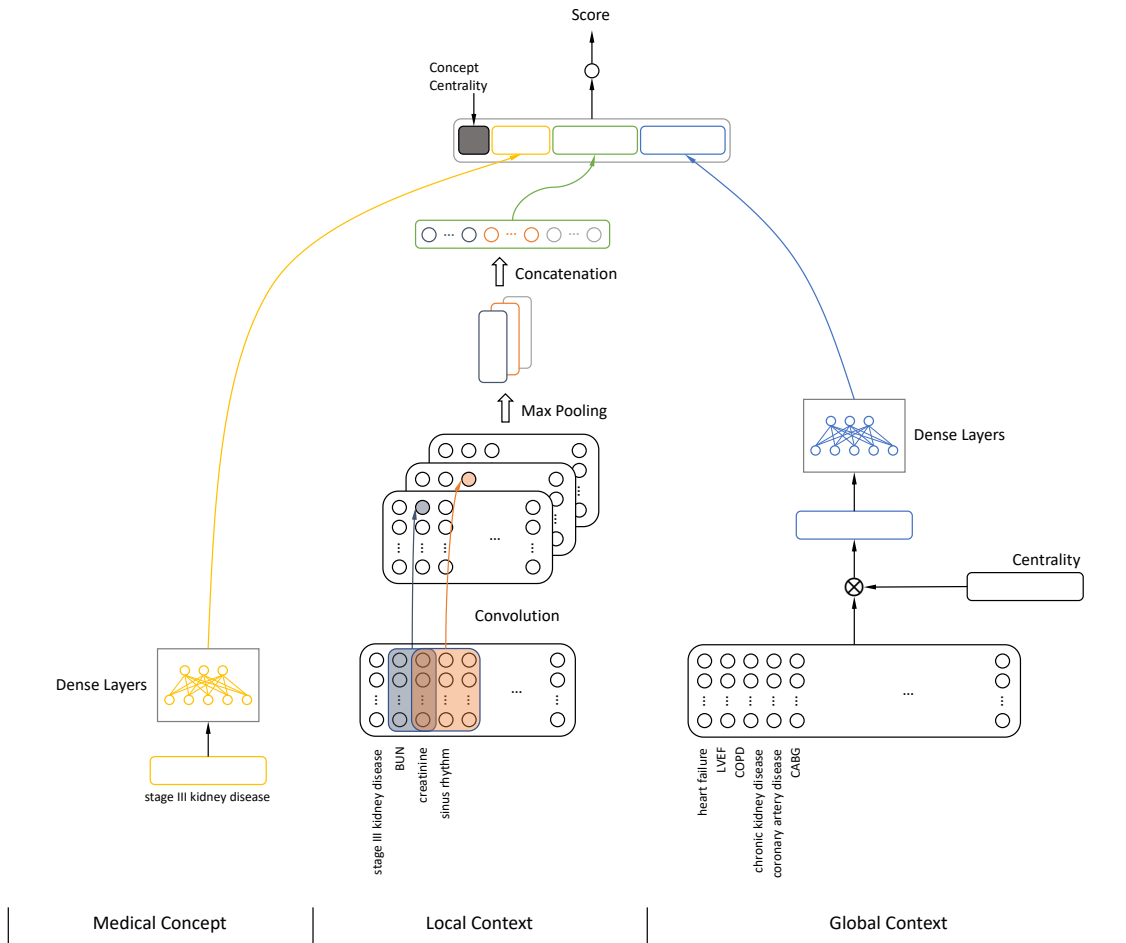 Score
Concept
Centrality
Concatenation
Max Pooling
Dense Layers
Centrality
Convolution
Dense Layers
stage III kidney disease
stage III kidney disease
BUN
creatinine
sinus rhythm
heart failure
LVEF
COPD
chronic kidney disease
coronary artery disease
CABG
Medical Concept
Local Context
Global Context